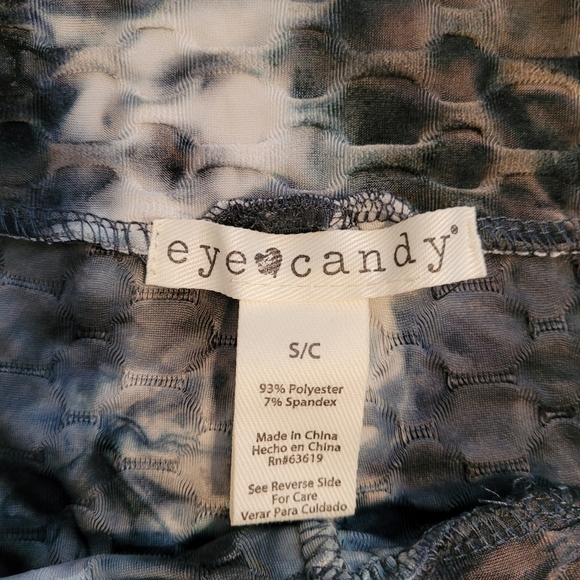 eye candy®
S/C
93% Polyester
7% Spandex
Made in China
Hecho en China
Rn#63619
See Reverse Side
For Care
Verar Para Cuidado